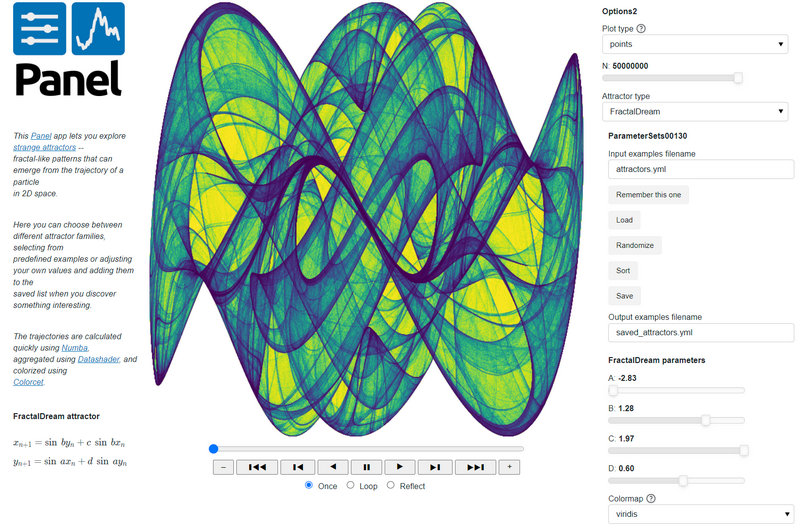 Panel
This Panel app lets you explore
strange attractors --
fractal-like patterns that can
emerge from the trajectory of a
particle
in 2D space.
Here you can choose between
different attractor families,
selecting from
predefined examples or adjusting
your own values and adding them
to the
saved list when you discover
something interesting.
The trajectories are calculated
quickly using Numba,
aggregated using Datashader, and
colorized using
Colorcet.
FractalDream attractor
xₙ₊₁ = sin byₙ + c sin bxₙ
yₙ₊₁ = sin axₙ + d sin ayₙ
Once Loop Reflect
Options2
Plot type ?
points
N: 50000000
Attractor type
FractalDream
ParameterSets00130
Input examples filename
attractors.yml
Remember this one
Load
Randomize
Sort
Save
Output examples filename
saved_attractors.yml
FractalDream parameters
A: -2.83
B: 1.28
C: 1.97
D: 0.60
Colormap ?
viridis